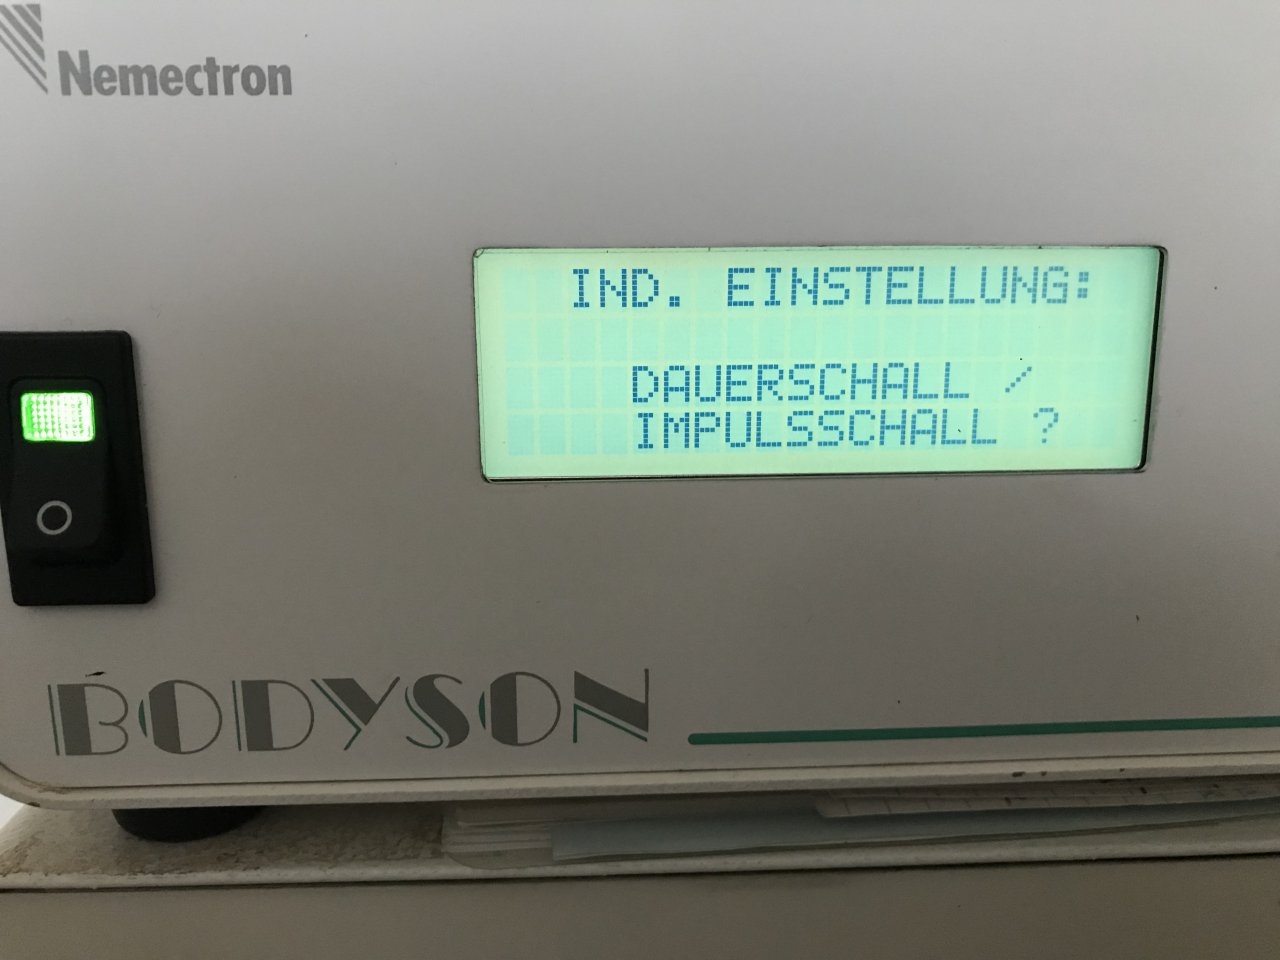 Nemectron
IND. EINSTELLUNG:
DAUERSCHALL /
IMPULSSCHALL ?
BODYSON